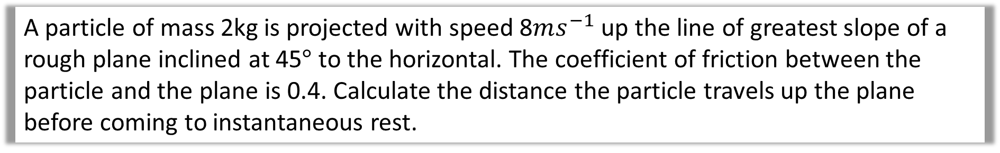 A particle of mass 2kg is projected with speed 8ms⁻¹ up the line of greatest slope of a
rough plane inclined at 45° to the horizontal. The coefficient of friction between the
particle and the plane is 0.4. Calculate the distance the particle travels up the plane
before coming to instantaneous rest.